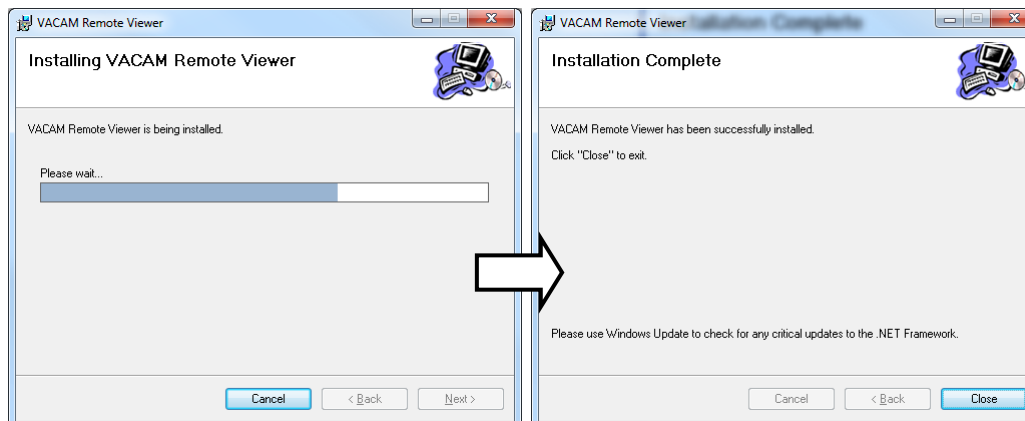 VACAM Remote Viewer
Installing VACAM Remote Viewer
VACAM Remote Viewer is being installed.
Please wait...
Cancel
< Back
Next >
VACAM Remote Viewer
Installation Complete
Installation Complete
VACAM Remote Viewer has been successfully installed.
Click "Close" to exit.
Please use Windows Update to check for any critical updates to the .NET Framework.
Cancel
< Back
Close